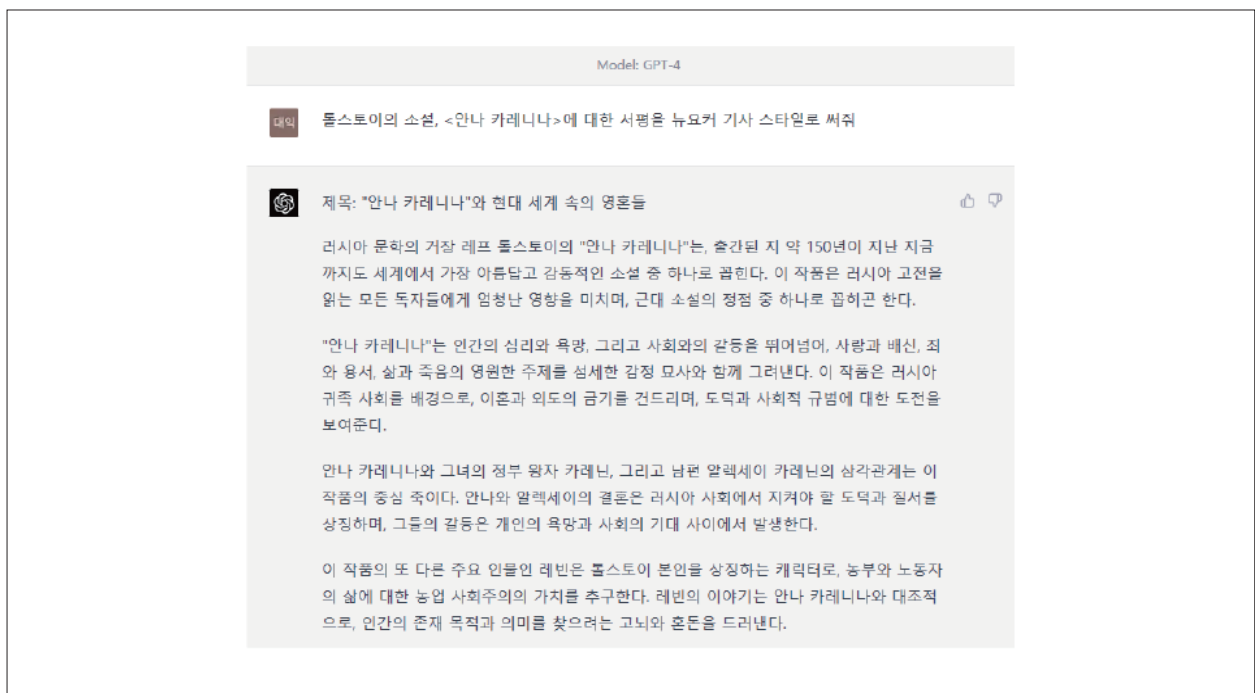 Model: GPT-4
대익
톨스토이의 소설, <안나 카레니나>에 대한 서평을 뉴요커 기사 스타일로 써줘
제목: "안나 카레니나"와 현대 세계 속의 영혼들
러시아 문학의 거장 레프 톨스토이의 "안나 카레니나"는, 출간된 지 약 150년이 지난 지금
까지도 세계에서 가장 아름답고 감동적인 소설 중 하나로 꼽힌다. 이 작품은 러시아 고전을
읽는 모든 독자들에게 엄청난 영향을 미치며, 근대 소설의 정점 중 하나로 꼽히곤 한다.
"안나 카레니나"는 인간의 심리와 욕망, 그리고 사회와의 갈등을 뛰어넘어, 사랑과 배신, 죄
와 용서, 삶과 죽음의 영원한 주제를 섬세한 감정 묘사와 함께 그려낸다. 이 작품은 러시아
귀족 사회를 배경으로, 이혼과 외도의 금기를 건드리며, 도덕과 사회적 규범에 대한 도전을
보여준다.
안나 카레니나와 그녀의 정부 왕자 카레닌, 그리고 남편 알렉세이 카레닌의 삼각관계는 이
작품의 중심 축이다. 안나와 알렉세이의 결혼은 러시아 사회에서 지켜야 할 도덕과 질서를
상징하며, 그들의 갈등은 개인의 욕망과 사회의 기대 사이에서 발생한다.
이 작품의 또 다른 주요 인물인 레빈은 톨스토이 본인을 상징하는 캐릭터로, 농부와 노동자
의 삶에 대한 농업 사회주의의 가치를 추구한다. 레빈의 이야기는 안나 카레니나와 대조적
으로, 인간의 존재 목적과 의미를 찾으려는 고뇌와 혼돈을 드러낸다.